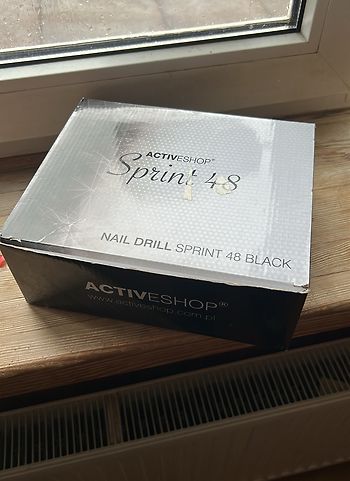 ACTIVESHOP®
Sprint 48
NAIL DRILL SPRINT 48 BLACK
ACTIVESHOP®
www.activeshop.com.pl